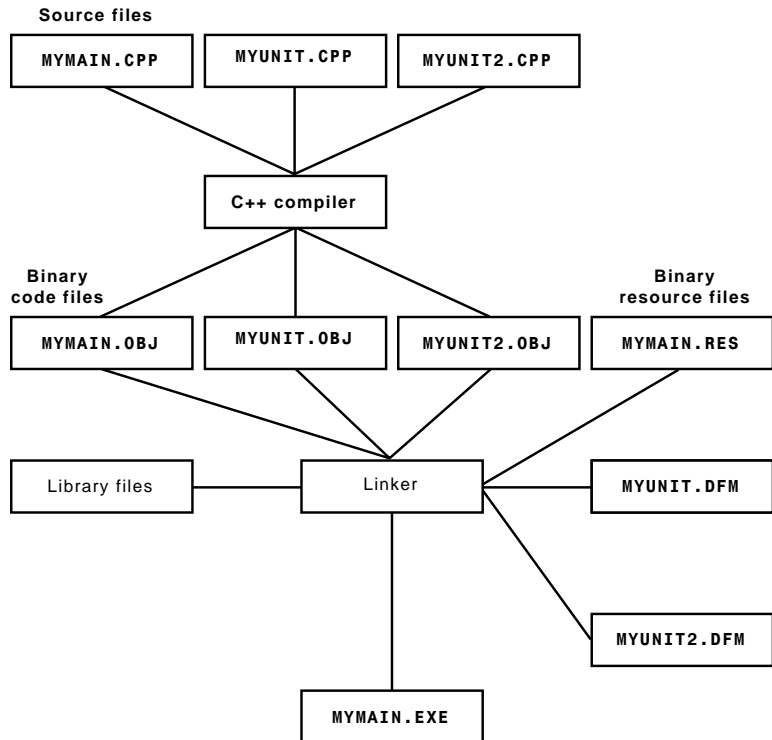 Source files
MYMAIN.CPP
MYUNIT.CPP
MYUNIT2.CPP
C++ compiler
Binary
code files
Binary
resource files
MYMAIN.OBJ
MYUNIT.OBJ
MYUNIT2.OBJ
MYMAIN.RES
Library files
Linker
MYUNIT.DFM
MYUNIT2.DFM
MYMAIN.EXE